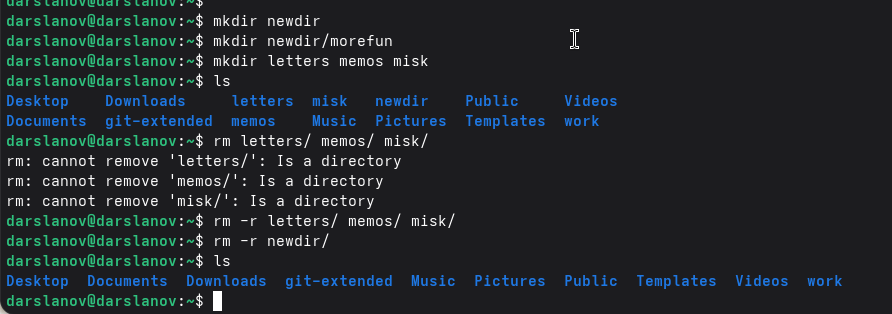 darslanov@darslanov:~$
darslanov@darslanov:~$ mkdir newdir
darslanov@darslanov:~$ mkdir newdir/morefun
darslanov@darslanov:~$ mkdir letters memos misk
darslanov@darslanov:~$ ls
Desktop Downloads letters misk newdir Public Videos
Documents git-extended memos Music Pictures Templates work
darslanov@darslanov:~$ rm letters/ memos/ misk/
rm: cannot remove 'letters/': Is a directory
rm: cannot remove 'memos/': Is a directory
rm: cannot remove 'misk/': Is a directory
darslanov@darslanov:~$ rm -r letters/ memos/ misk/
darslanov@darslanov:~$ rm -r newdir/
darslanov@darslanov:~$ ls
Desktop Documents Downloads git-extended Music Pictures Public Templates Videos work
darslanov@darslanov:~$